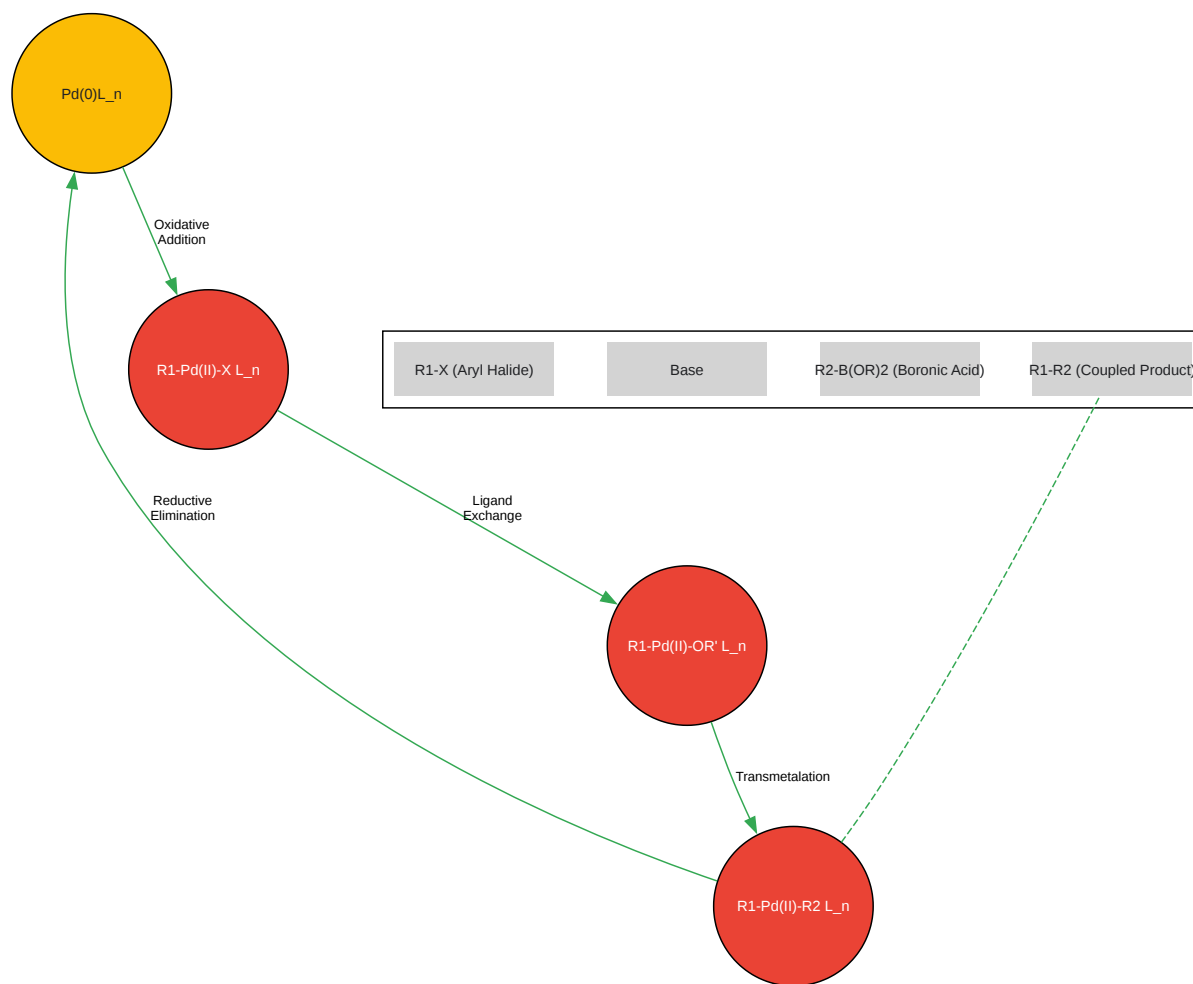 Pd(0)L_n
Oxidative
Addition
R1-Pd(II)-X L_n
R1-X (Aryl Halide)
Base
R2-B(OR)2 (Boronic Acid)
R1-R2 (Coupled Product)
Reductive
Elimination
Ligand
Exchange
R1-Pd(II)-OR' L_n
Transmetalation
R1-Pd(II)-R2 L_n